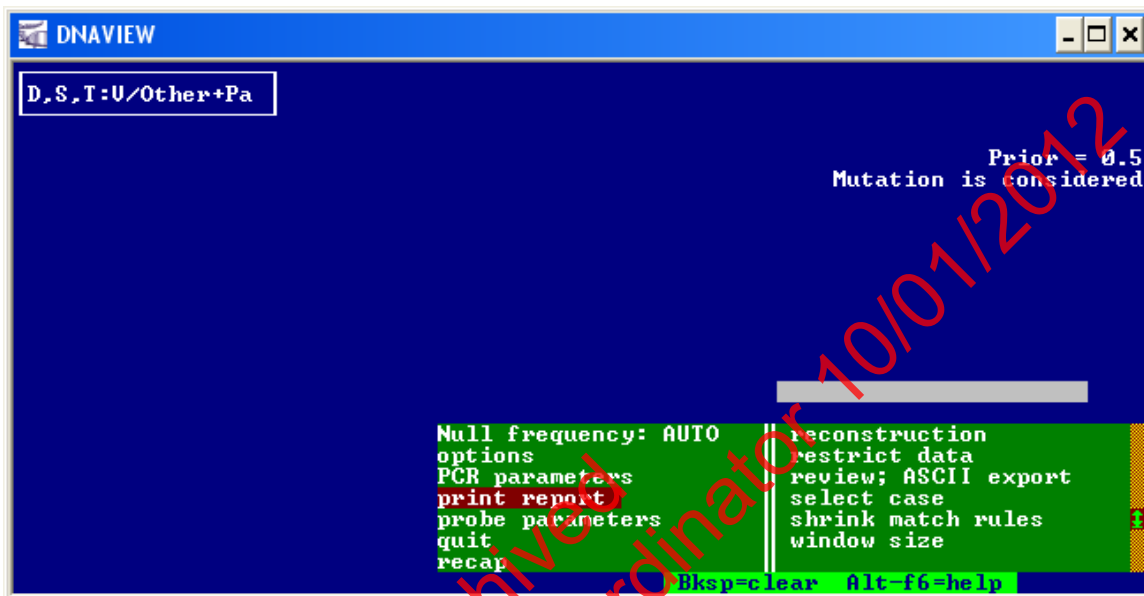 DNAVIEW
D,S,T:V/Other+Pa
Prior = 0.5
Mutation is considered
Null frequency: AUTO
options
PCR parameters
print report
probe parameters
quit
recap
reconstruction
restrict data
review; ASCII export
select case
shrink match rules
window size
Bksp=clear Alt-f6=help
10/01/2012